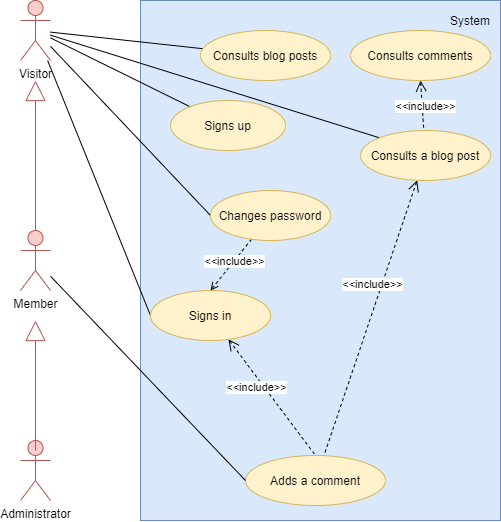 System
Consults blog posts
Consults comments
Visitor
<<include>>
Signs up
Consults a blog post
Changes password
<<include>>
<<include>>
Member
Signs in
<<include>>
Adds a comment
Administrator